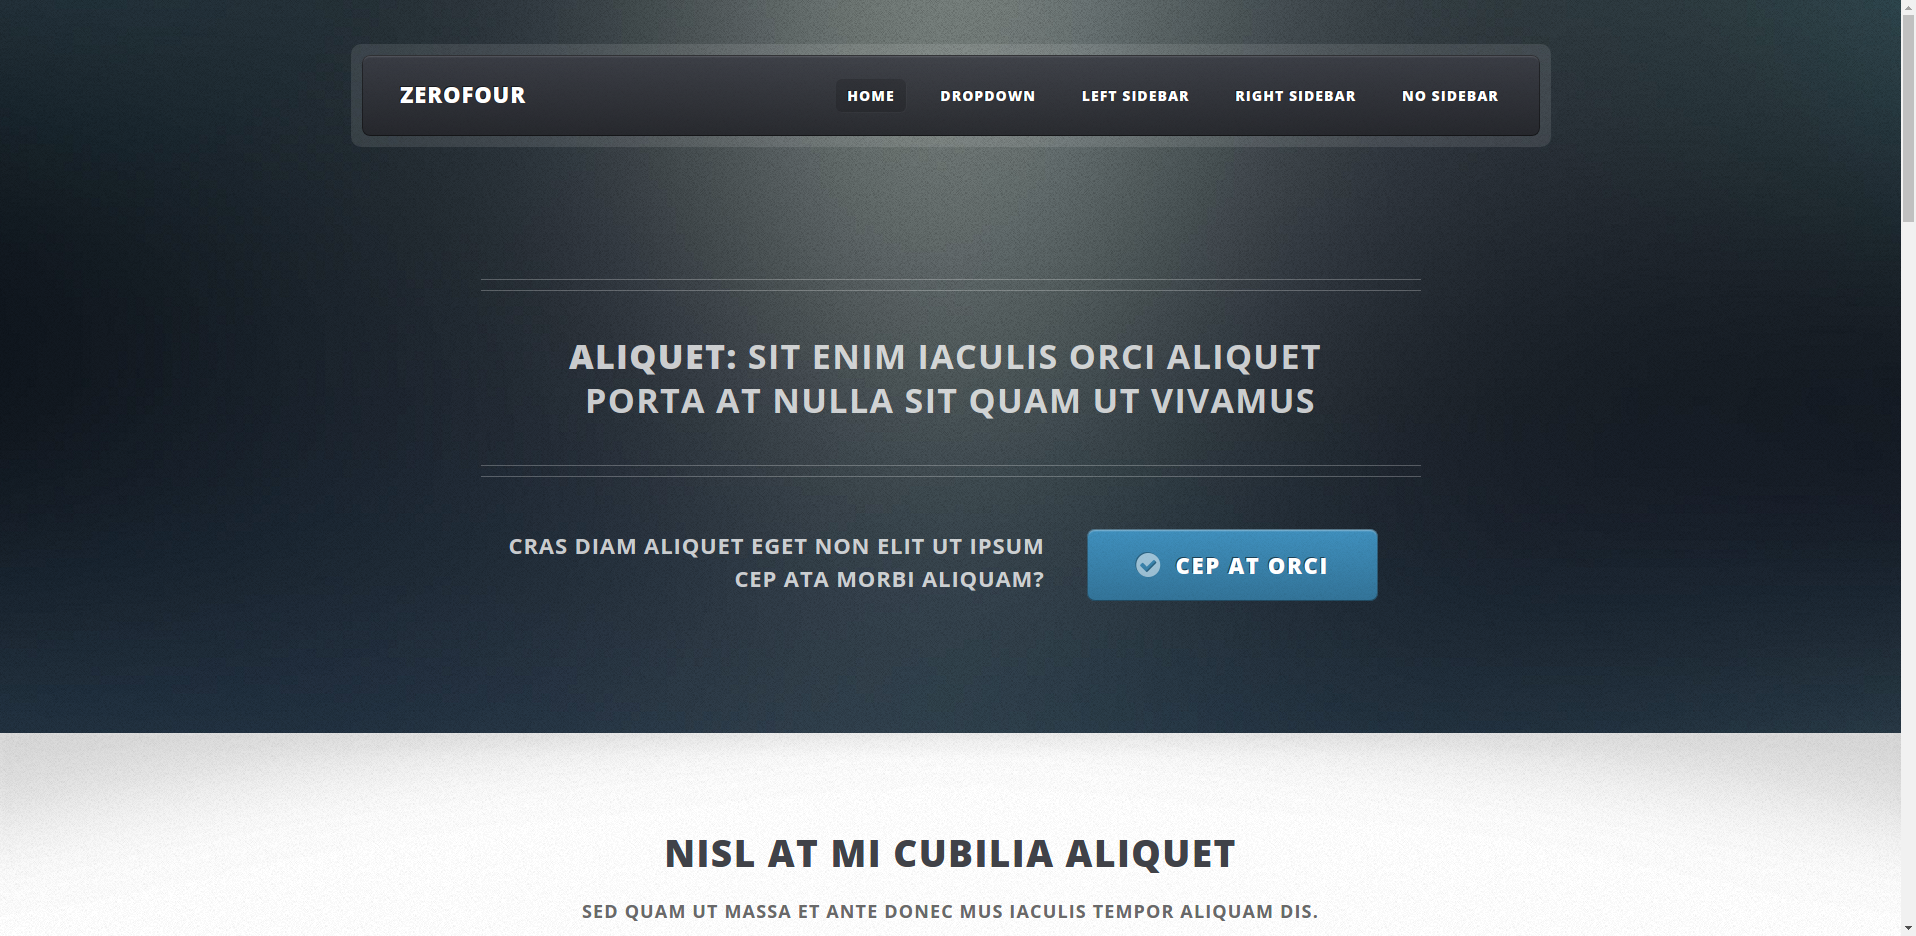 ZEROFOUR
HOME DROPDOWN LEFT SIDEBAR RIGHT SIDEBAR NO SIDEBAR
ALIQUET: SIT ENIM IACULIS ORCI ALIQUET
PORTA AT NULLA SIT QUAM UT VIVAMUS
CRAS DIAM ALIQUET EGET NON ELIT UT IPSUM
CEP ATA MORBI ALIQUAM?
CEP AT ORCI
NISL AT MI CUBILIA ALIQUET
SED QUAM UT MASSA ET ANTE DONEC MUS IACULIS TEMPOR ALIQUAM DIS.